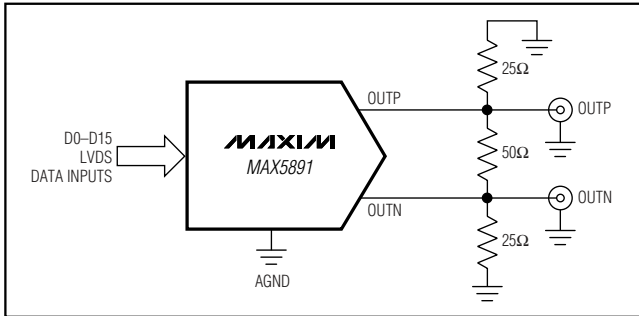 25Ω
OUTP
OUTP
D0–D15
LVDS
DATA INPUTS
MAXIM
MAX5891
50Ω
OUTN
OUTN
25Ω
AGND